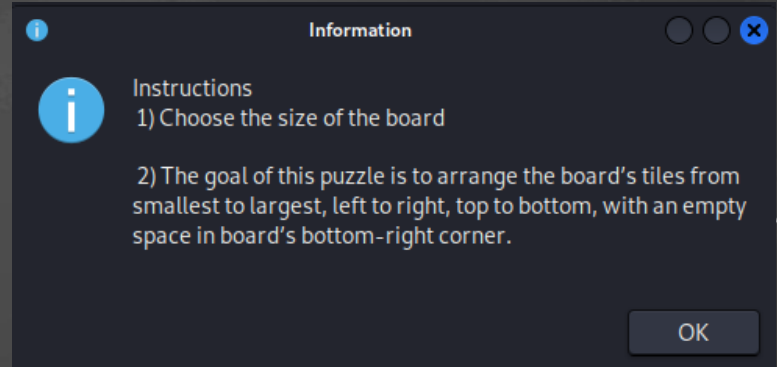 Information
Instructions
1) Choose the size of the board
2) The goal of this puzzle is to arrange the board’s tiles from
smallest to largest, left to right, top to bottom, with an empty
space in board’s bottom-right corner.
OK